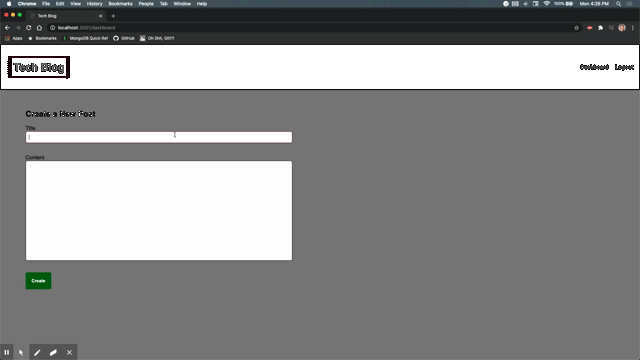 Chrome File Edit View History Bookmarks People Tab Window Help 100% Mon 4:26 PM
Tech Blog
localhost:3001/dashboard
Apps Bookmarks MongoDB Quick Ref GitHub Oh Shit, Git!?!
Tech Blog Dashboard Logout
Create a New Post
Title
Content
Create